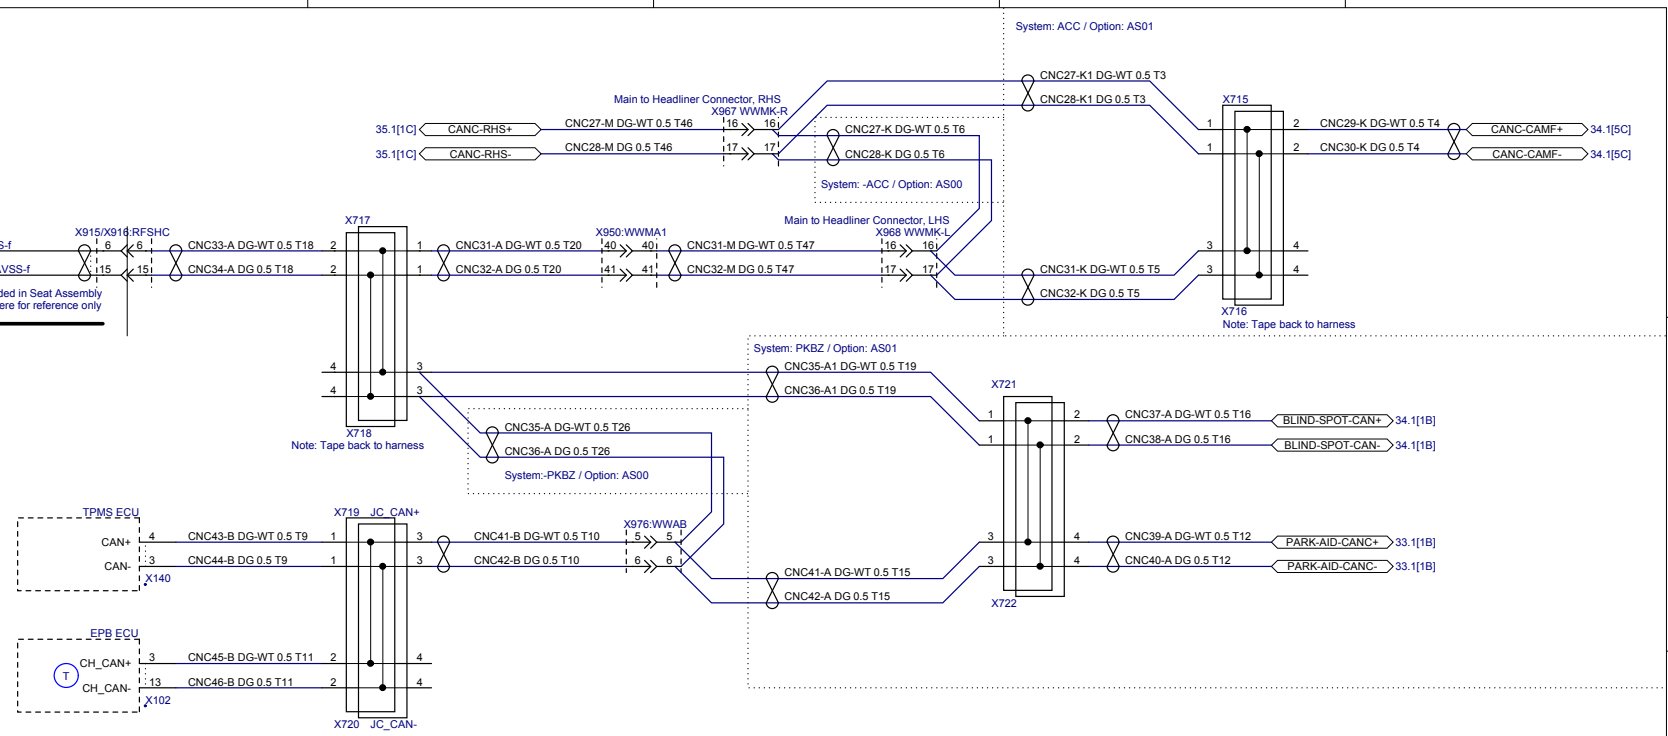 System: ACC / Option: AS01
CNC27-K1 DG-WT 0.5 T3
CNC28-K1 DG 0.5 T3
Main to Headliner Connector, RHS
X967 WWMK-R
X715
35.1[1C] CANC-RHS+ CNC27-M DG-WT 0.5 T46 16 16 CNC27-K DG-WT 0.5 T6 1 2 CNC29-K DG-WT 0.5 T4 CANC-CAMF+ 34.1[5C]
35.1[1C] CANC-RHS- CNC28-M DG 0.5 T46 17 17 CNC28-K DG 0.5 T6 1 2 CNC30-K DG 0.5 T4 CANC-CAMF- 34.1[5C]
System: -ACC / Option: AS00
X717 Main to Headliner Connector, LHS
X915/X916:RFSHC X950:WWMA1 X968 WWMK-L
S-f 6 6 CNC33-A DG-WT 0.5 T18 2 1 CNC31-A DG-WT 0.5 T20 40 40 CNC31-M DG-WT 0.5 T47 16 16 3 4
VSS-f 15 15 CNC34-A DG 0.5 T18 2 1 CNC32-A DG 0.5 T20 41 41 CNC32-M DG 0.5 T47 17 17 CNC31-K DG-WT 0.5 T5 3 4
ded in Seat Assembly CNC32-K DG 0.5 T5
ere for reference only X716
Note: Tape back to harness
System: PKBZ / Option: AS01
4 3 CNC35-A1 DG-WT 0.5 T19
4 3 CNC36-A1 DG 0.5 T19 X721
1 2 CNC37-A DG-WT 0.5 T16 BLIND-SPOT-CAN+ 34.1[1B]
X718 CNC35-A DG-WT 0.5 T26
Note: Tape back to harness 1 2 CNC38-A DG 0.5 T16 BLIND-SPOT-CAN- 34.1[1B]
CNC36-A DG 0.5 T26
System:-PKBZ / Option: AS00
TPMS ECU X719 JC_CAN+ X976:WWAB
CAN+ 4 CNC43-B DG-WT 0.5 T9 1 3 CNC41-B DG-WT 0.5 T10 5 5 3 4 CNC39-A DG-WT 0.5 T12 PARK-AID-CANC+ 33.1[1B]
CAN- 3 CNC44-B DG 0.5 T9 1 3 CNC42-B DG 0.5 T10 6 6 3 4 CNC40-A DG 0.5 T12 PARK-AID-CANC- 33.1[1B]
X140 CNC41-A DG-WT 0.5 T15
CNC42-A DG 0.5 T15 X722
EPB ECU
CH_CAN+ 3 CNC45-B DG-WT 0.5 T11 2 4
T
CH_CAN- 13 CNC46-B DG 0.5 T11 2 4
X102
X720 JC_CAN-